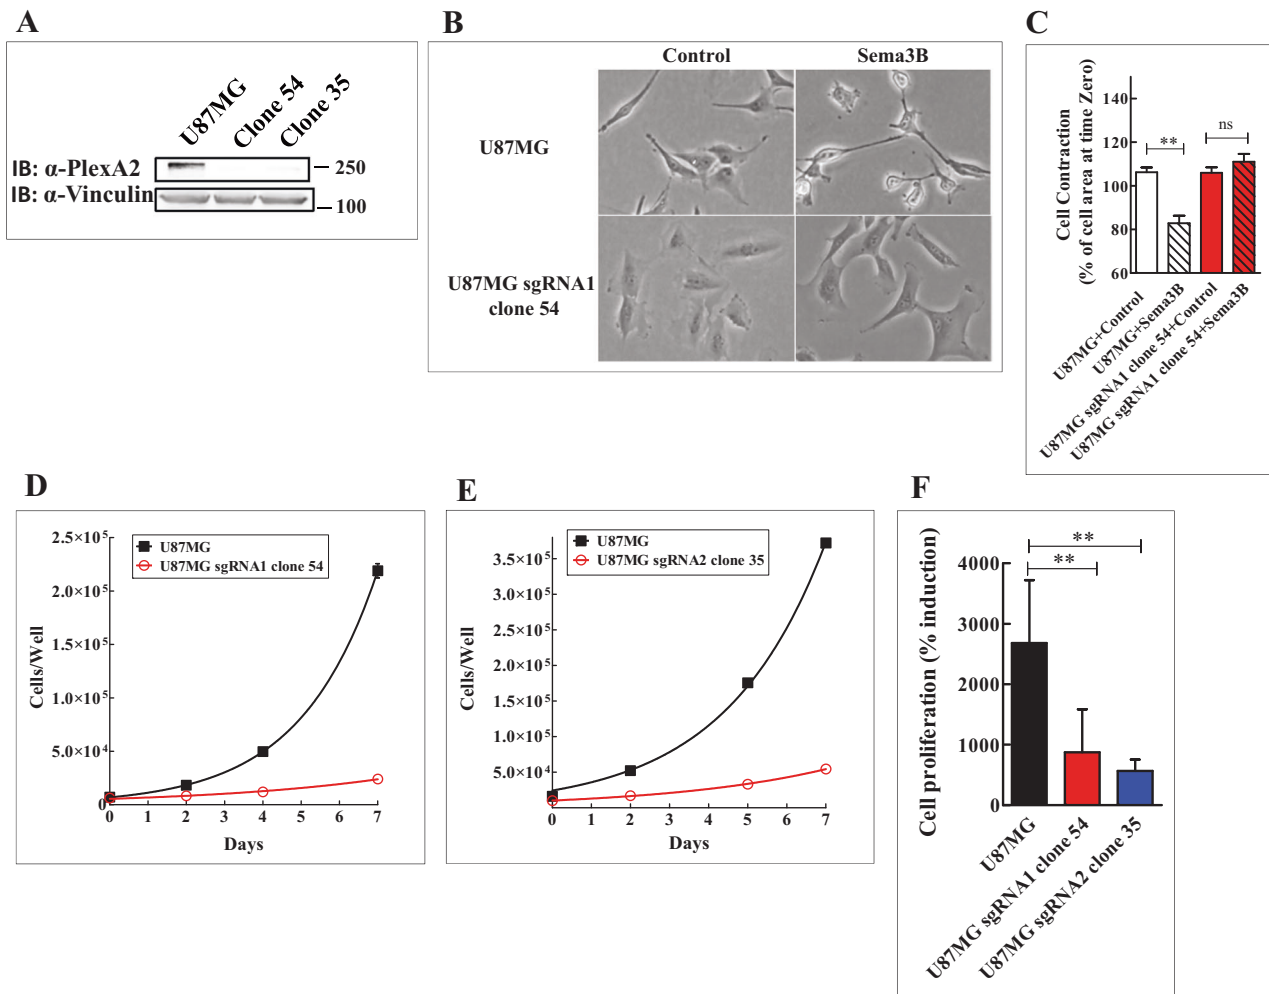 A
U87MG
Clone 54
Clone 35
IB: α-PlexA2
250
IB: α-Vinculin
100
B
Control
Sema3B
U87MG
U87MG sgRNA1
clone 54
C
Cell Contraction
(% of cell area at time Zero)
140
120
100
80
60
**
ns
U87MG+Control
U87MG+Sema3B
U87MG sgRNA1 clone 54+Control
U87MG sgRNA1 clone 54+Sema3B
D
Cells/Well
2.5×10⁵
2.0×10⁵
1.5×10⁵
1.0×10⁵
5.0×10⁴
0
U87MG
U87MG sgRNA1 clone 54
0 1 2 3 4 5 6 7
Days
E
Cells/Well
3.5×10⁵
3.0×10⁵
2.5×10⁵
2.0×10⁵
1.5×10⁵
1.0×10⁵
5.0×10⁴
U87MG
U87MG sgRNA2 clone 35
0 1 2 3 4 5 6 7
Days
F
Cell proliferation (% induction)
4000
3000
2000
1000
0
**
**
U87MG
U87MG sgRNA1 clone 54
U87MG sgRNA2 clone 35